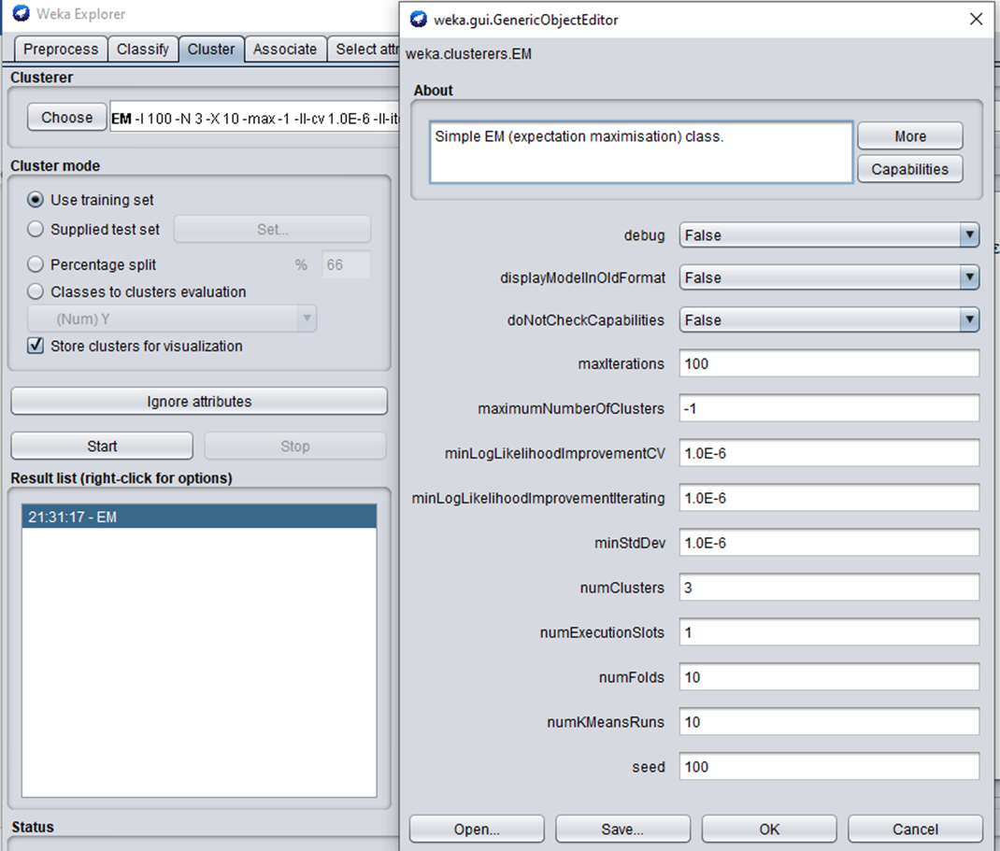 Weka Explorer
Preprocess Classify Cluster Associate Select attr
Clusterer
Choose EM -I 100 -N 3 -X 10 -max -1 -ll-cv 1.0E-6 -ll-ite
Cluster mode
Use training set
Supplied test set Set...
Percentage split % 66
Classes to clusters evaluation
(Num) Y
Store clusters for visualization
Ignore attributes
Start Stop
Result list (right-click for options)
21:31:17 - EM
Status
weka.gui.GenericObjectEditor
weka.clusterers.EM
About
Simple EM (expectation maximisation) class.
More
Capabilities
debug False
displayModelInOldFormat False
doNotCheckCapabilities False
maxIterations 100
maximumNumberOfClusters -1
minLogLikelihoodImprovementCV 1.0E-6
minLogLikelihoodImprovementIterating 1.0E-6
minStdDev 1.0E-6
numClusters 3
numExecutionSlots 1
numFolds 10
numKMeansRuns 10
seed 100
Open... Save... OK Cancel